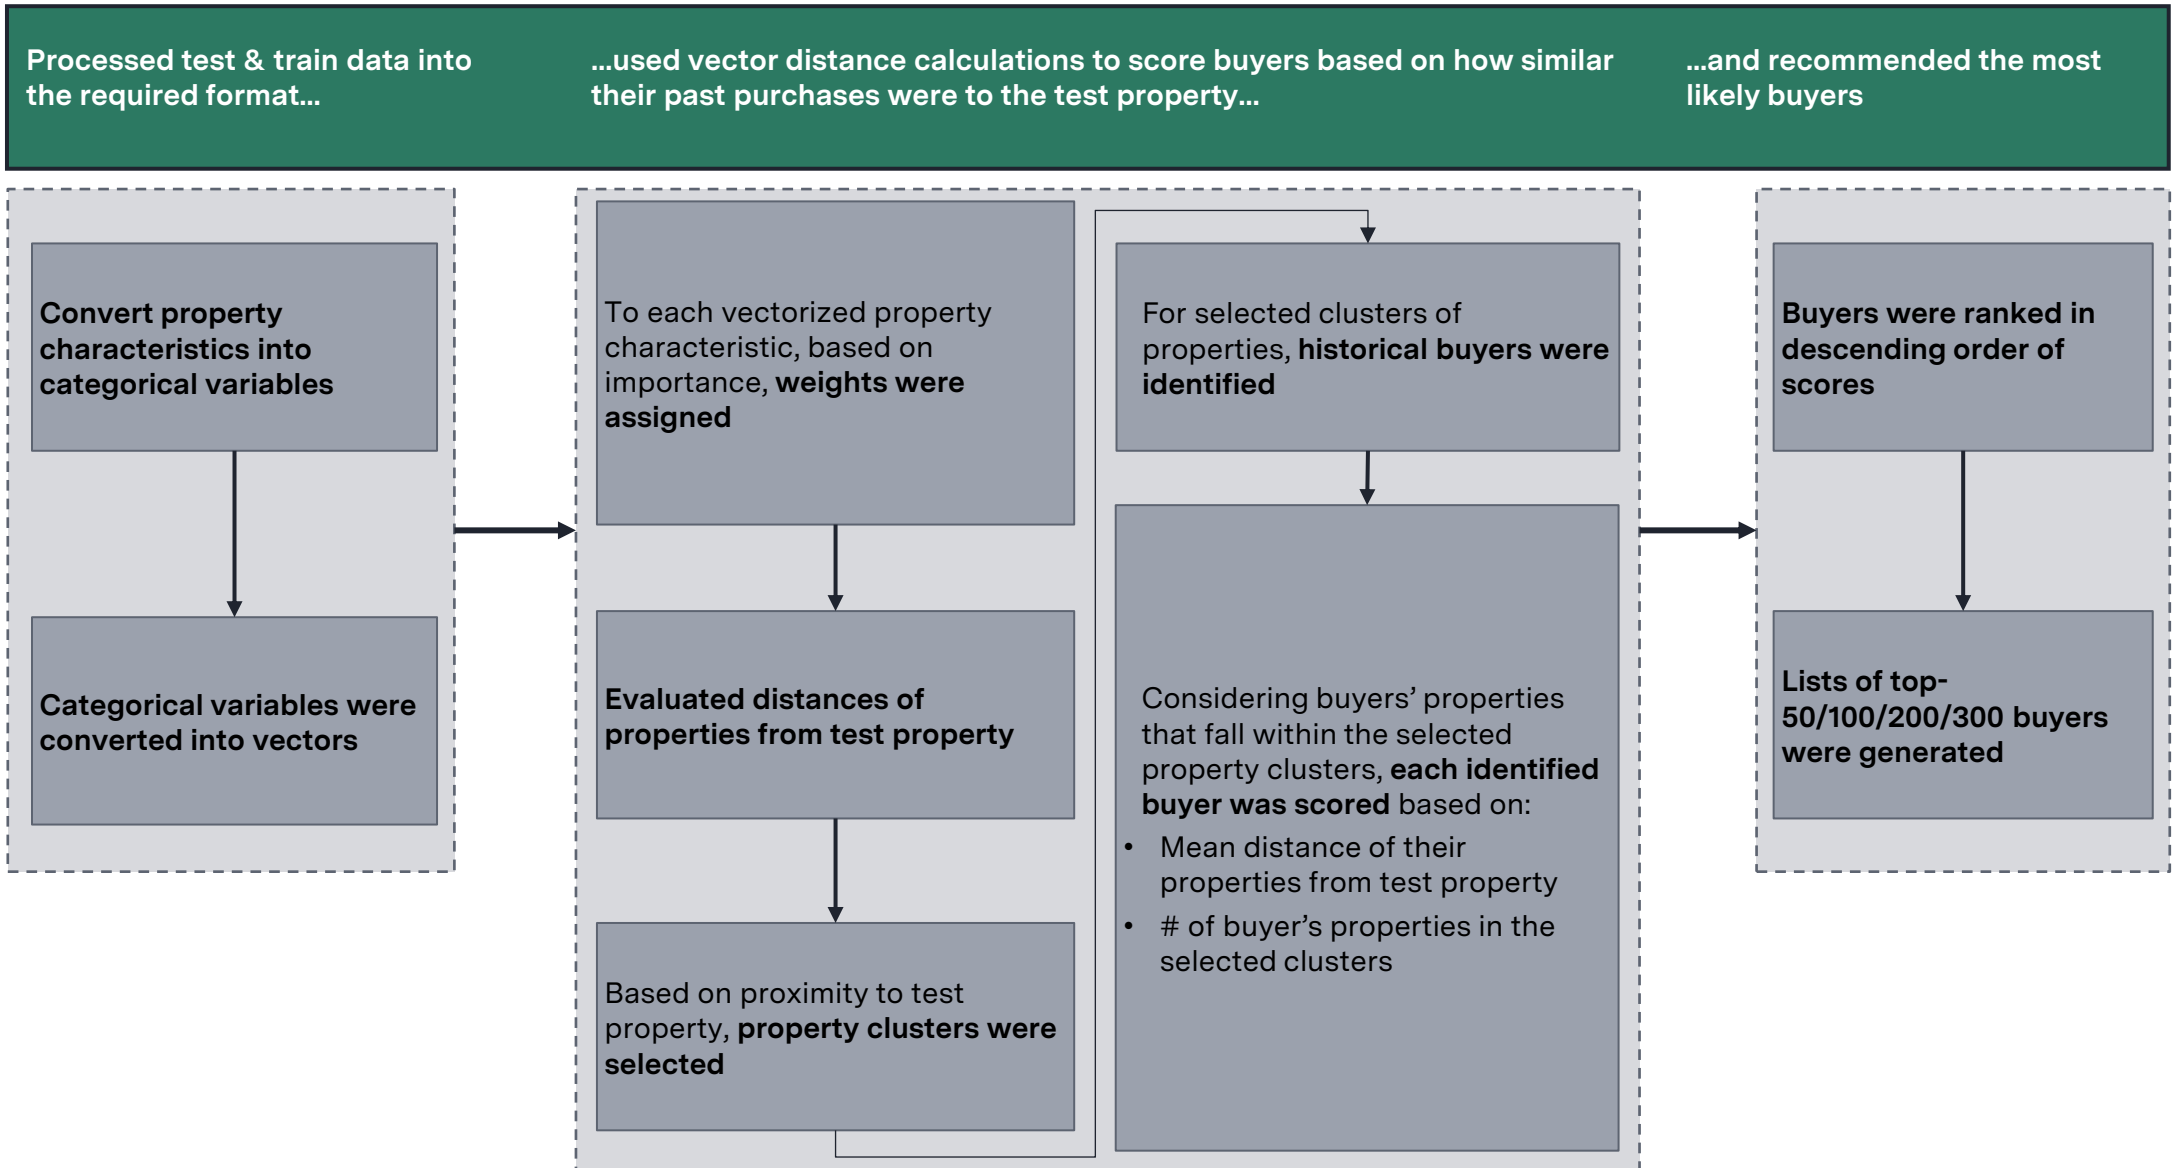 Processed test & train data into
the required format...
...used vector distance calculations to score buyers based on how similar
their past purchases were to the test property...
...and recommended the most
likely buyers
Convert property
characteristics into
categorical variables
Categorical variables were
converted into vectors
To each vectorized property
characteristic, based on
importance, weights were
assigned
Evaluated distances of
properties from test property
Based on proximity to test
property, property clusters were
selected
For selected clusters of
properties, historical buyers were
identified
Considering buyers’ properties
that fall within the selected
property clusters, each identified
buyer was scored based on:
• Mean distance of their
properties from test property
• # of buyer’s properties in the
selected clusters
Buyers were ranked in
descending order of
scores
Lists of top-
50/100/200/300 buyers
were generated